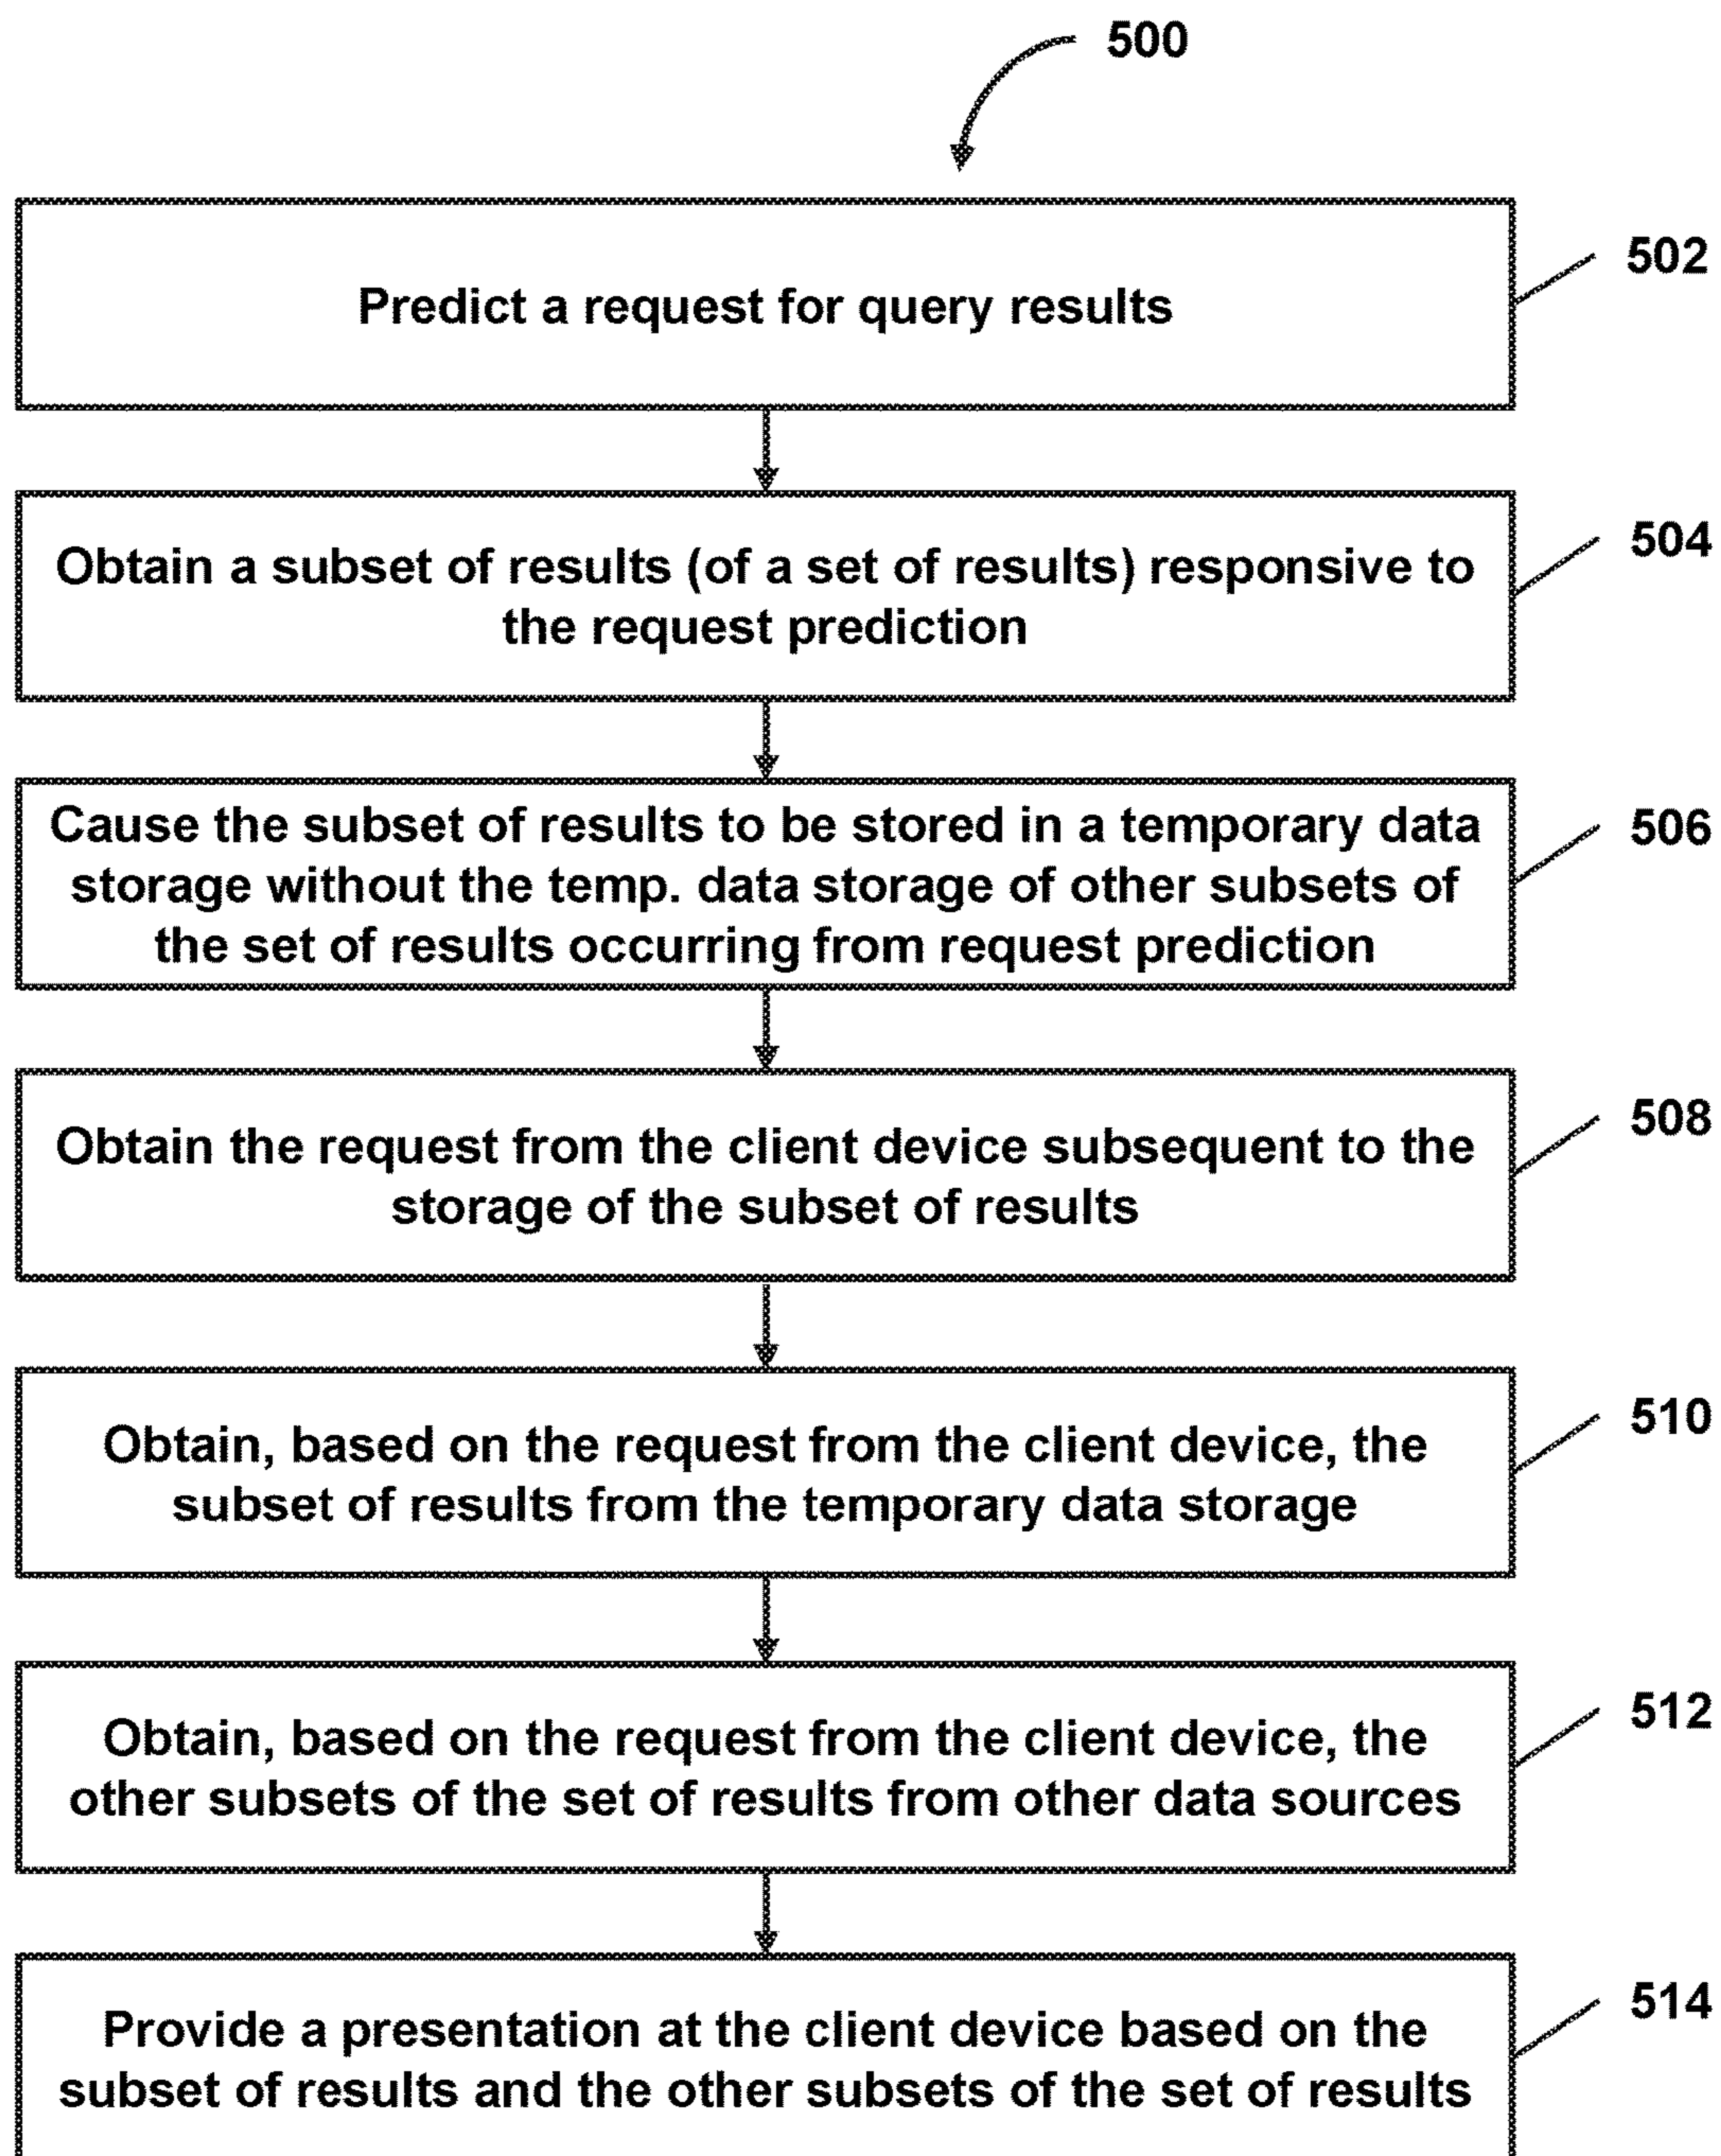 500
Predict a request for query results
502
Obtain a subset of results (of a set of results) responsive to
the request prediction
504
Cause the subset of results to be stored in a temporary data
storage without the temp. data storage of other subsets of
the set of results occurring from request prediction
506
Obtain the request from the client device subsequent to the
storage of the subset of results
508
Obtain, based on the request from the client device, the
subset of results from the temporary data storage
510
Obtain, based on the request from the client device, the
other subsets of the set of results from other data sources
512
Provide a presentation at the client device based on the
subset of results and the other subsets of the set of results
514